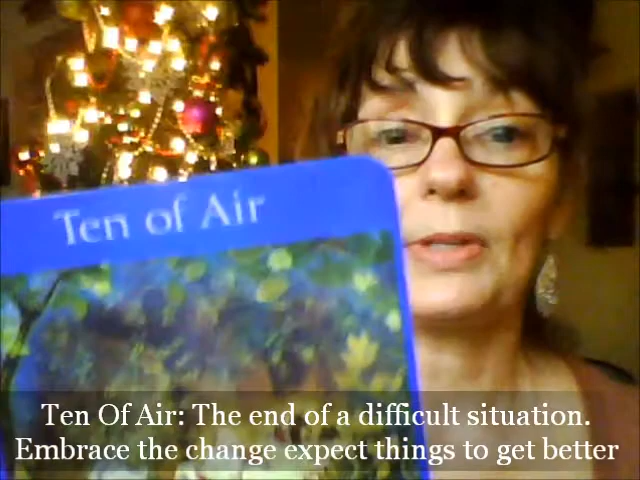 Ten of Air
Ten Of Air: The end of a difficult situation.
Embrace the change expect things to get better